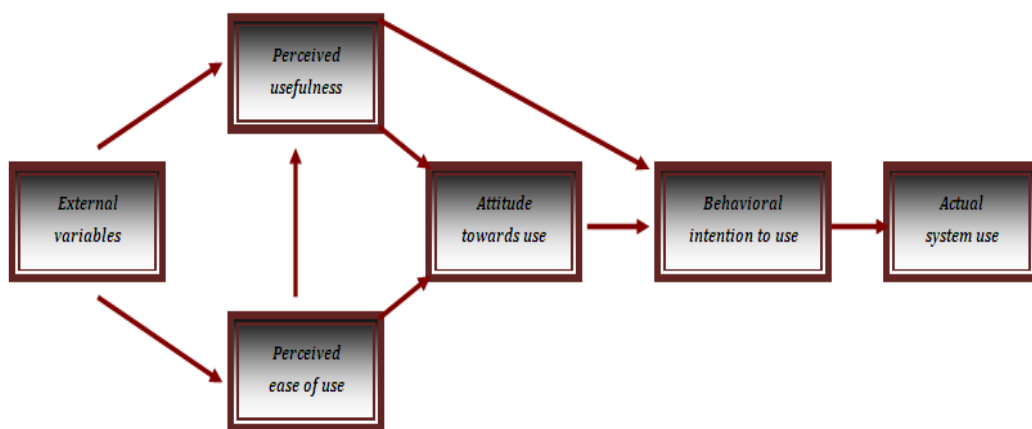 Perceived
usefulness
External
variables
Attitude
towards use
Behavioral
intention to use
Actual
system use
Perceived
ease of use